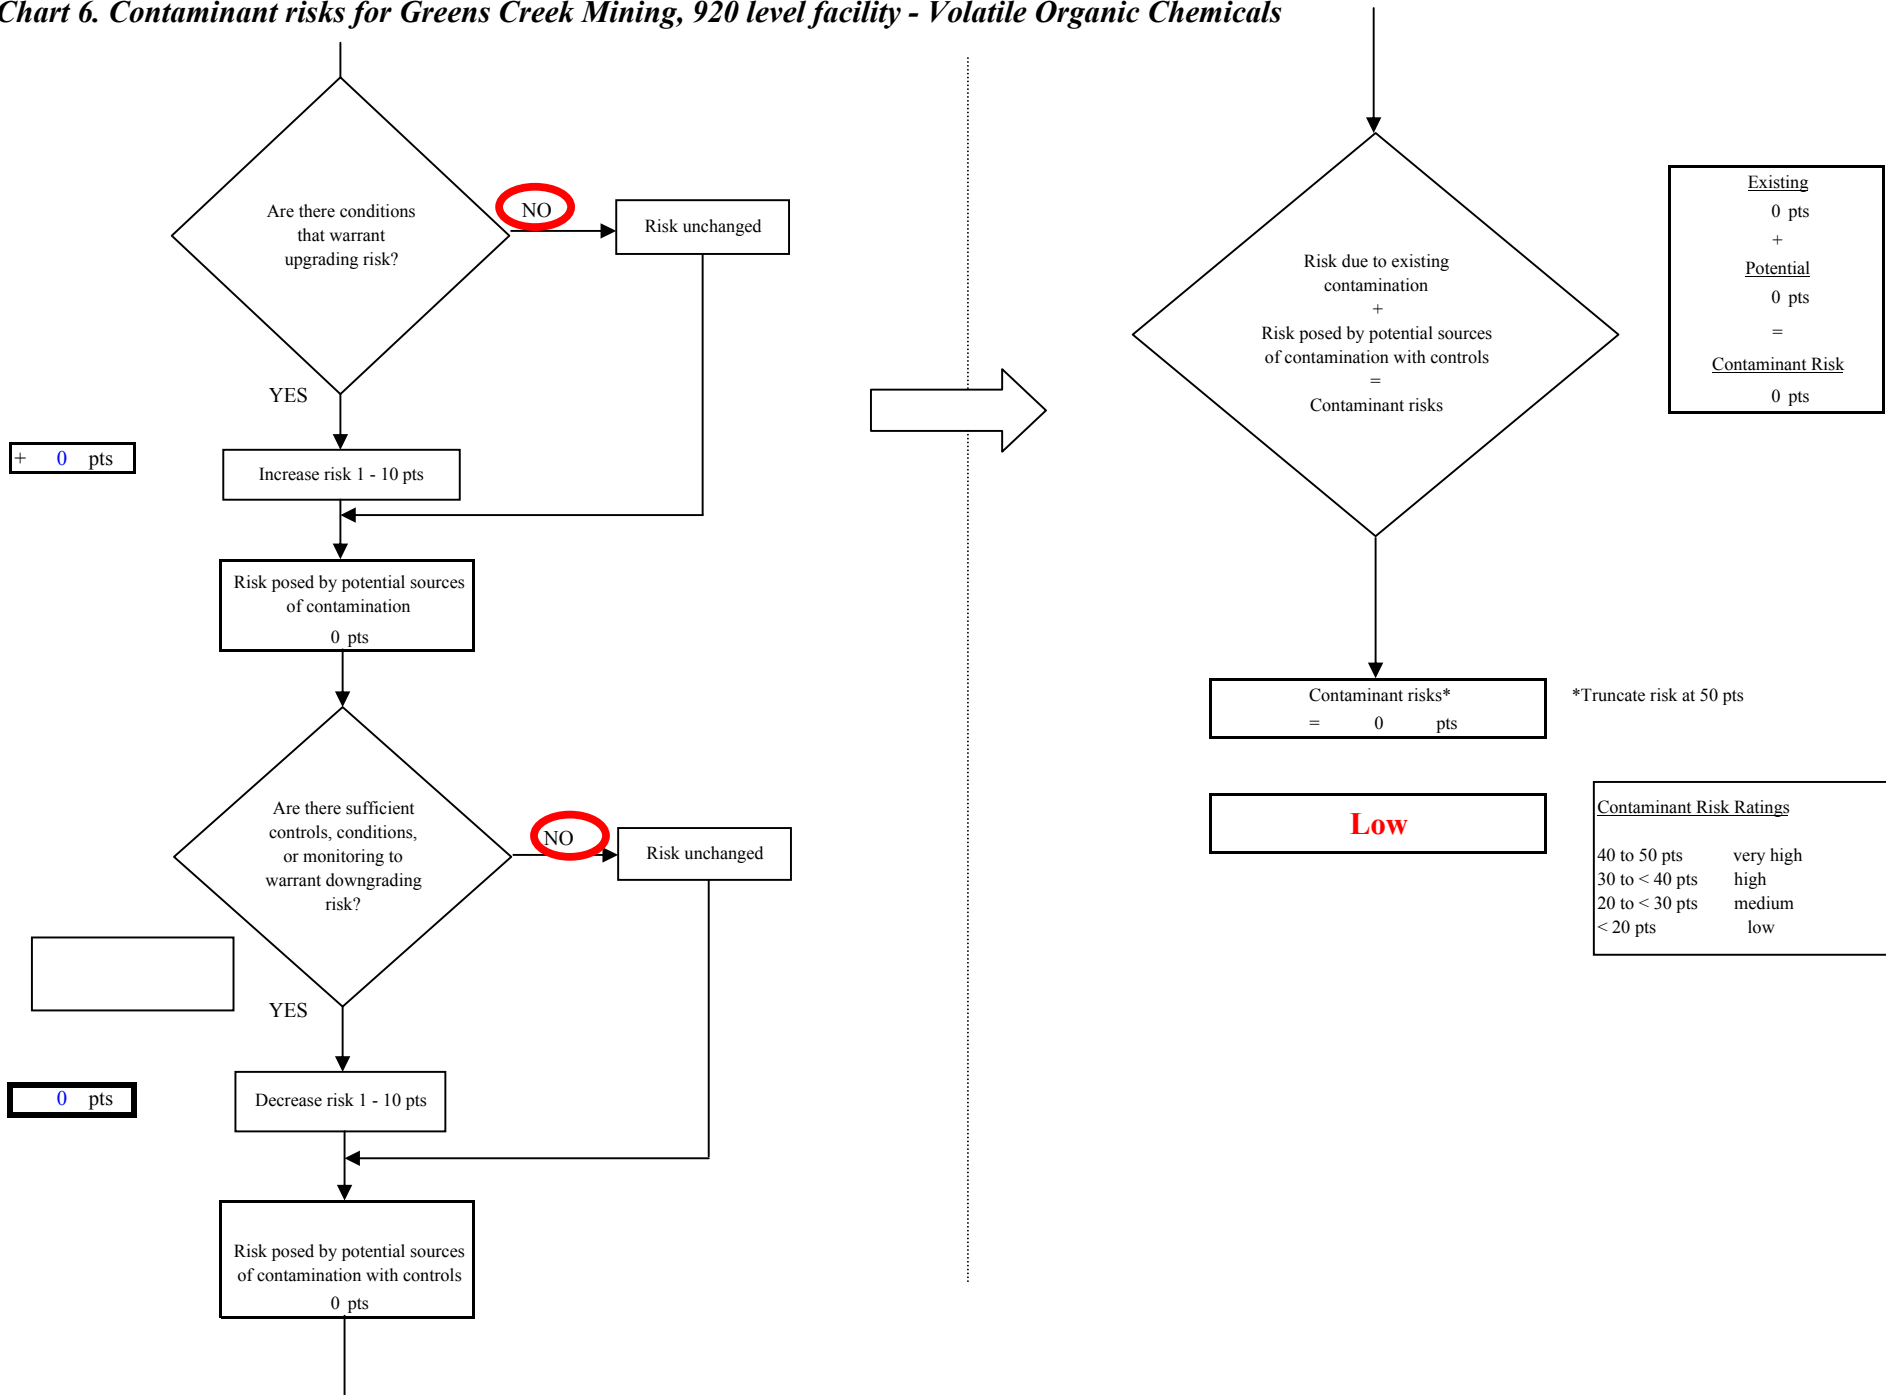 Chart 6. Contaminant risks for Greens Creek Mining, 920 level facility - Volatile Organic Chemicals
Are there conditions
that warrant
upgrading risk?
NO
Risk unchanged
YES
+ 0 pts
Increase risk 1 - 10 pts
Risk posed by potential sources
of contamination
0 pts
Are there sufficient
controls, conditions,
or monitoring to
warrant downgrading
risk?
NO
Risk unchanged
YES
0 pts
Decrease risk 1 - 10 pts
Risk posed by potential sources
of contamination with controls
0 pts
Risk due to existing
contamination
+
Risk posed by potential sources
of contamination with controls
=
Contaminant risks
Existing
0 pts
+
Potential
0 pts
=
Contaminant Risk
0 pts
Contaminant risks*
= 0 pts
*Truncate risk at 50 pts
Low
Contaminant Risk Ratings
40 to 50 pts very high
30 to < 40 pts high
20 to < 30 pts medium
< 20 pts low